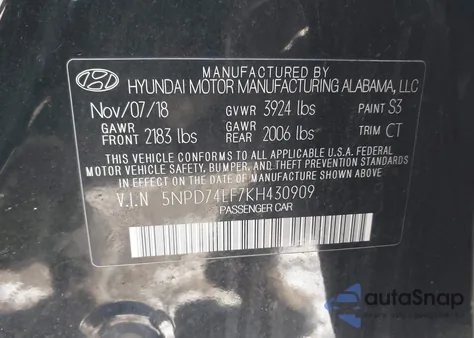 MANUFACTURED BY
HYUNDAI MOTOR MANUFACTURING ALABAMA, LLC
Nov/07/18 GVWR 3924 lbs PAINT S3
GAWR FRONT 2183 lbs GAWR REAR 2006 lbs TRIM CT
THIS VEHICLE CONFORMS TO ALL APPLICABLE U.S.A. FEDERAL
MOTOR VEHICLE SAFETY, BUMPER, AND THEFT PREVENTION STANDARDS
IN EFFECT ON THE DATE OF MANUFACTURE SHOWN ABOVE.
V.I.N 5NPD74LF7KH430909
PASSENGER CAR
autoSnap